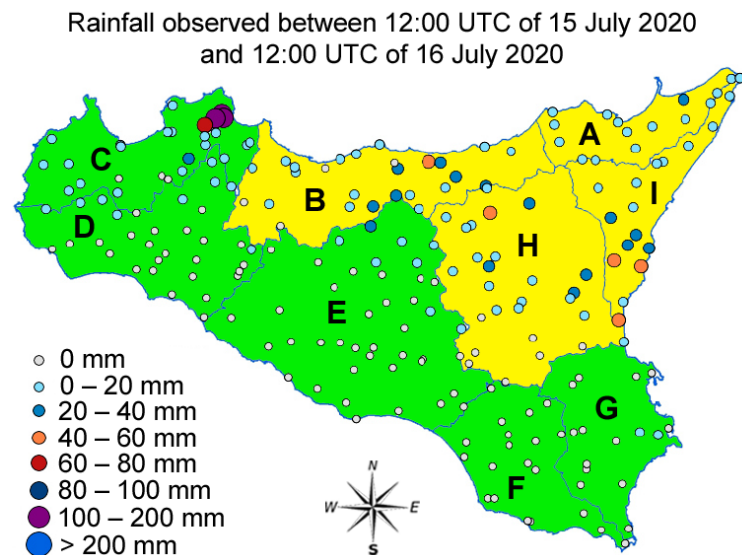 Rainfall observed between 12:00 UTC of 15 July 2020
and 12:00 UTC of 16 July 2020
A
C
I
B
D
H
E
0 mm
0 – 20 mm
20 – 40 mm
40 – 60 mm
60 – 80 mm
80 – 100 mm
100 – 200 mm
> 200 mm
G
F
N
W
E
S